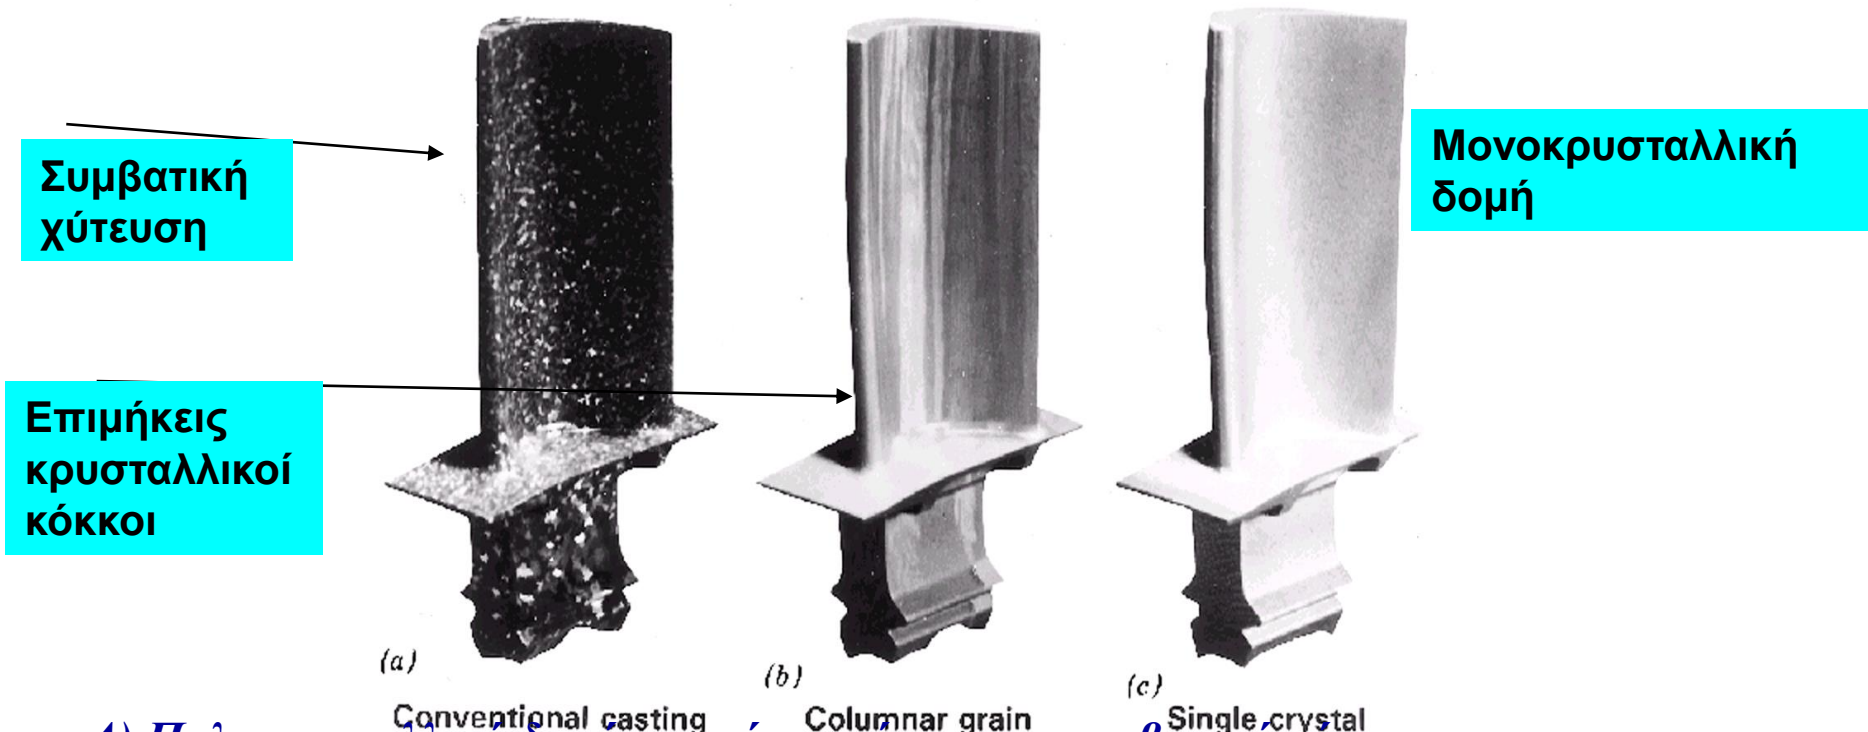 Συμβατική
χύτευση
Επιμήκεις
κρυσταλλικοί
κόκκοι
Μονοκρυσταλλική
δομή
(a)
(b)
(c)
Conventional casting
Columnar grain
Single crystal
A)